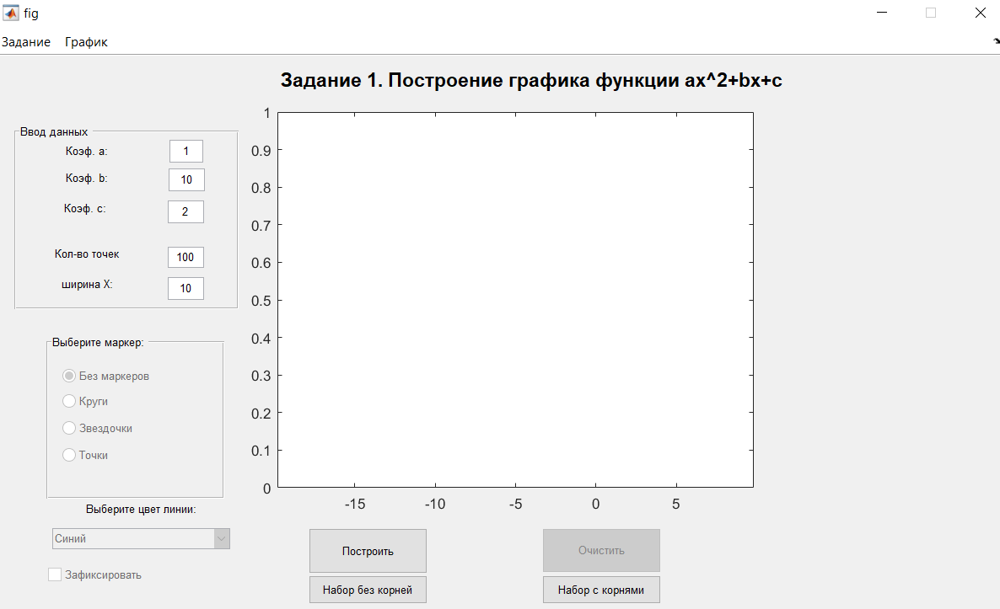 fig
Задание График
Задание 1. Построение графика функции ax^2+bx+c
Ввод данных
Коэф. a: 1
Коэф. b: 10
Коэф. c: 2
Кол-во точек 100
ширина X: 10
Выберите маркер:
Без маркеров
Круги
Звездочки
Точки
Выберите цвет линии:
Синий
Зафиксировать
1
0.9
0.8
0.7
0.6
0.5
0.4
0.3
0.2
0.1
0
-15 -10 -5 0 5
Построить Очистить
Набор без корней Набор с корнями